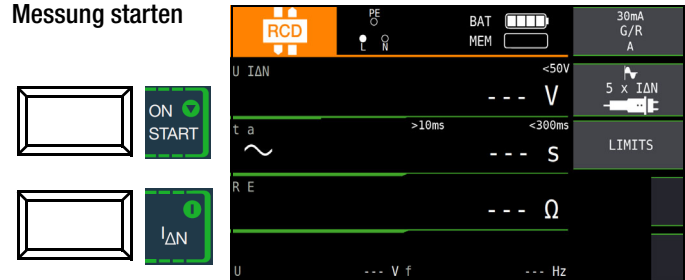 Messung starten
ON
START
IΔN
RCD
PE
L N
BAT
MEM
30mA
G/R
A
U IΔN <50V
--- V
5 x IΔN
t a >10ms <300ms
--- s
LIMITS
R E
--- Ω
U --- V f --- Hz